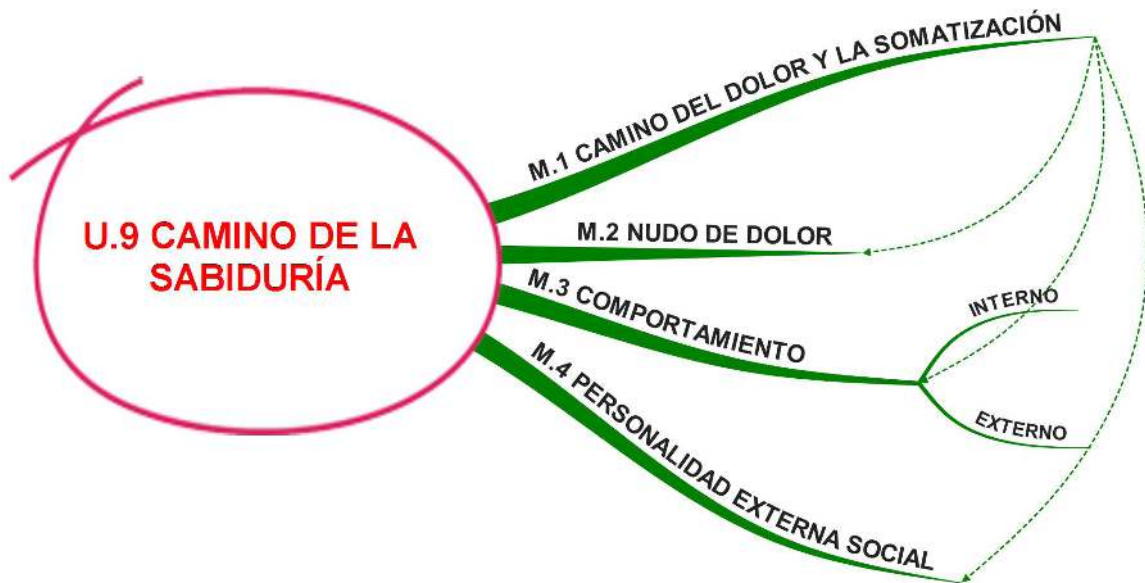 U.9 CAMINO DE LA
SABIDURÍA
M.1 CAMINO DEL DOLOR Y LA SOMATIZACIÓN
M.2 NUDO DE DOLOR
M.3 COMPORTAMIENTO
INTERNO
EXTERNO
M.4 PERSONALIDAD EXTERNA SOCIAL